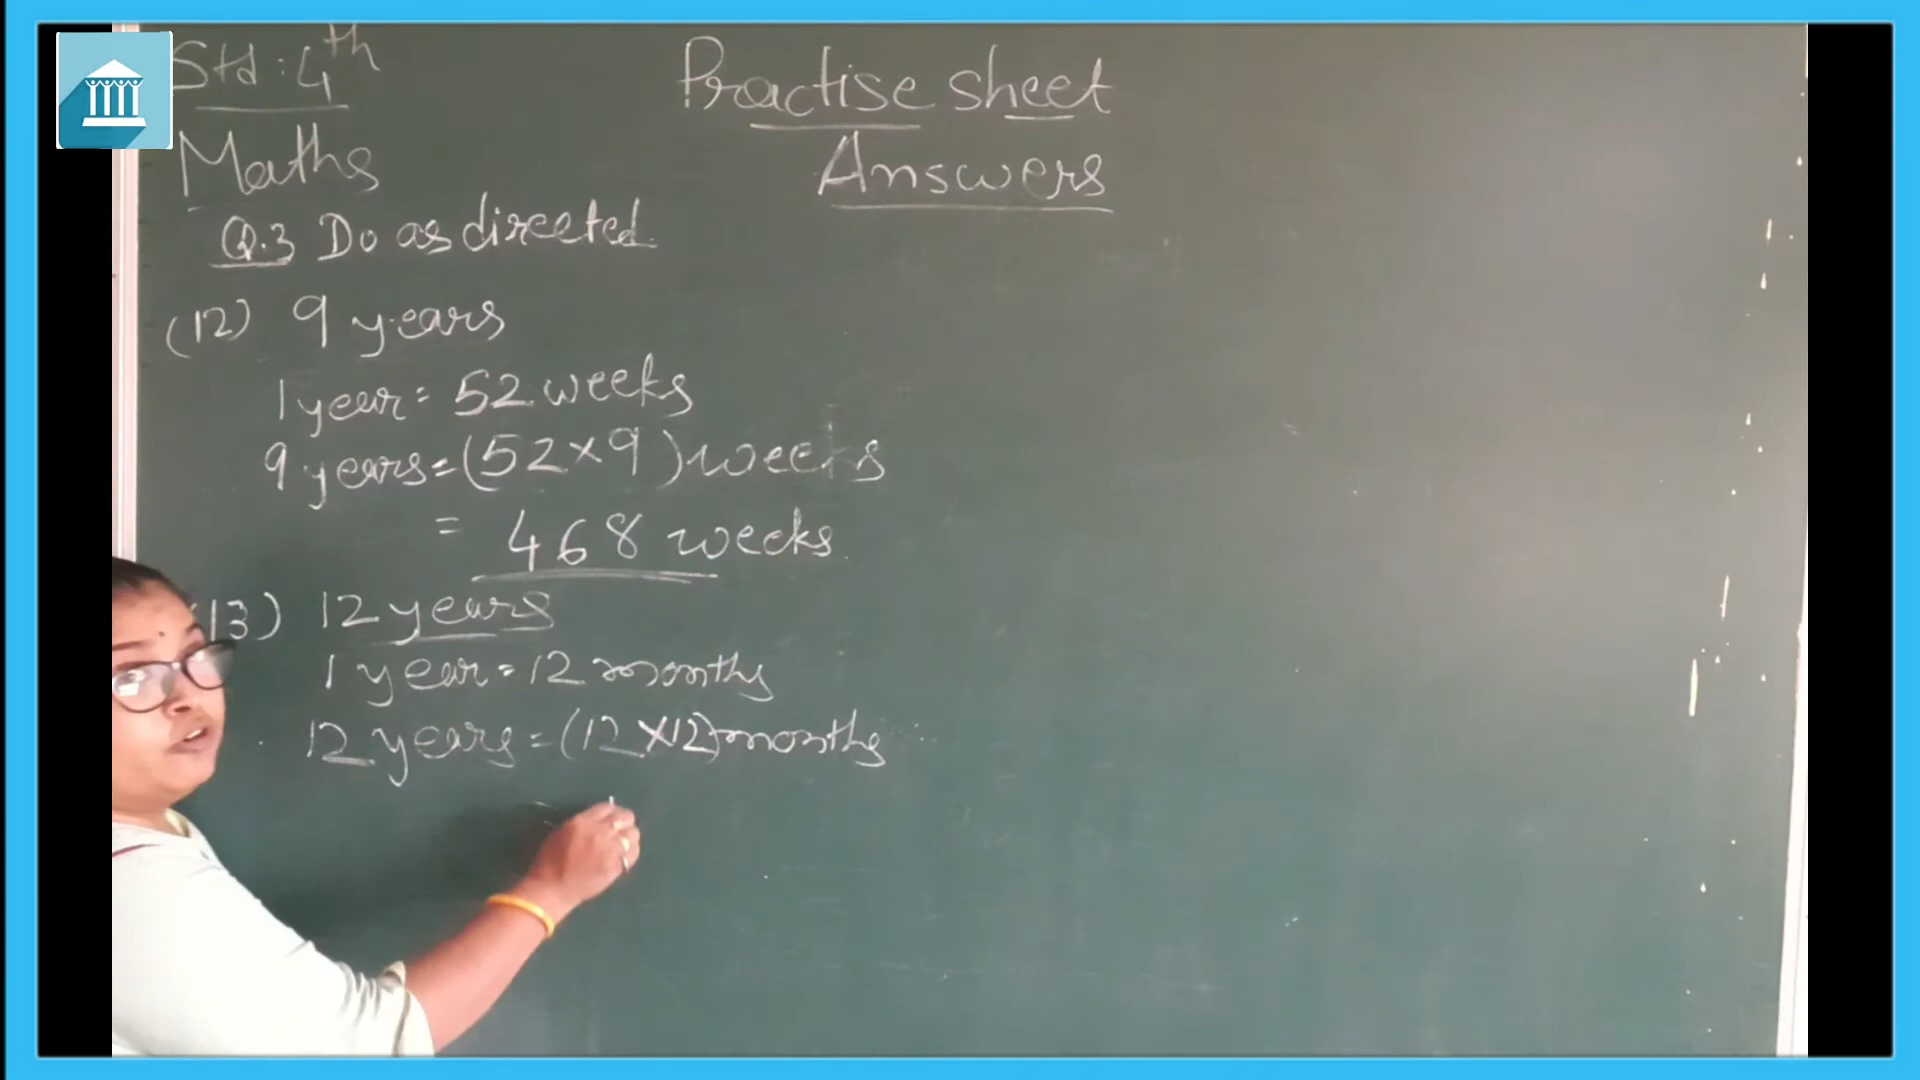 Std : 4th
Practise sheet
Maths
Answers
Q.3 Do as directed.
(12) 9 years
1 year = 52 weeks
9 years = (52×9) weeks
= 468 weeks.
(13) 12 years
1 year = 12 months
12 years = (12×12) months